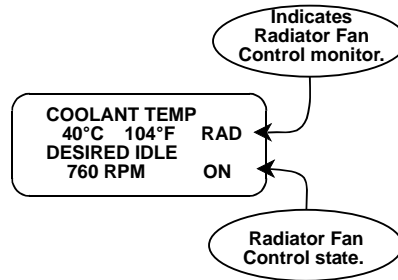 Indicates
Radiator Fan
Control monitor.
COOLANT TEMP
40°C 104°F RAD
DESIRED IDLE
760 RPM ON
Radiator Fan
Control state.